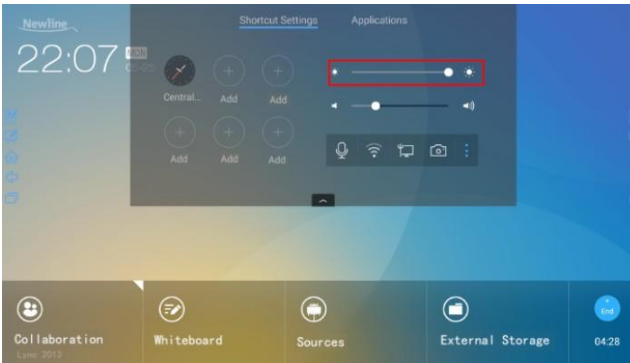 Newline
Shortcut Settings
Applications
22:07
Mon
Central...
Add
Add
Add
Add
Add
Collaboration
Lync 2013
Whiteboard
Sources
External Storage
End
04:28